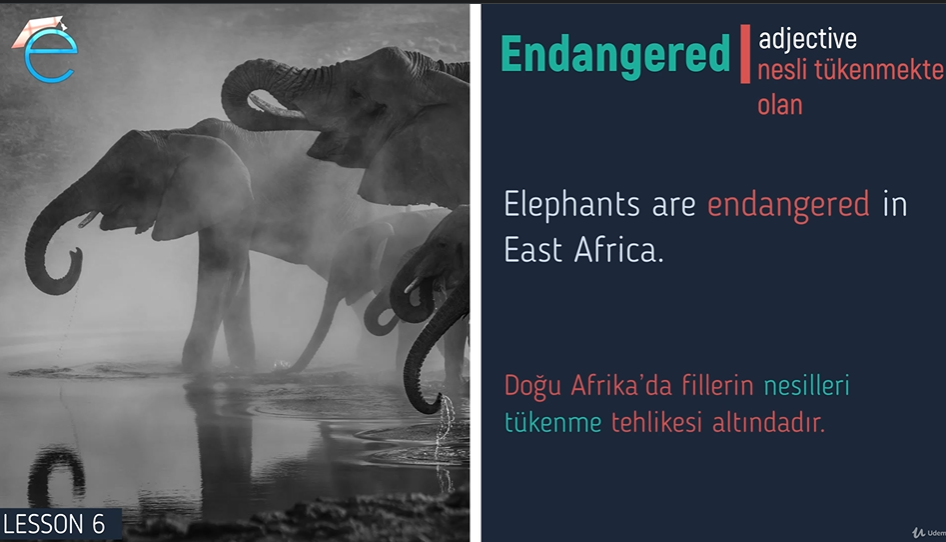 Endangered
adjective
nesli tükenmekte
olan
Elephants are endangered in
East Africa.
Doğu Afrika'da fillerin nesilleri
tükenme tehlikesi altındadır.
LESSON 6